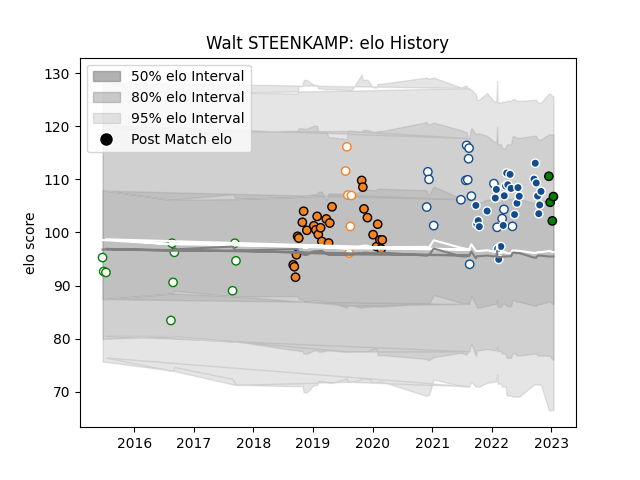 Walt STEENKAMP: elo History
50% elo Interval
80% elo Interval
95% elo Interval
Post Match elo
elo score
130
120
110
100
90
80
70
2016 2017 2018 2019 2020 2021 2022 2023